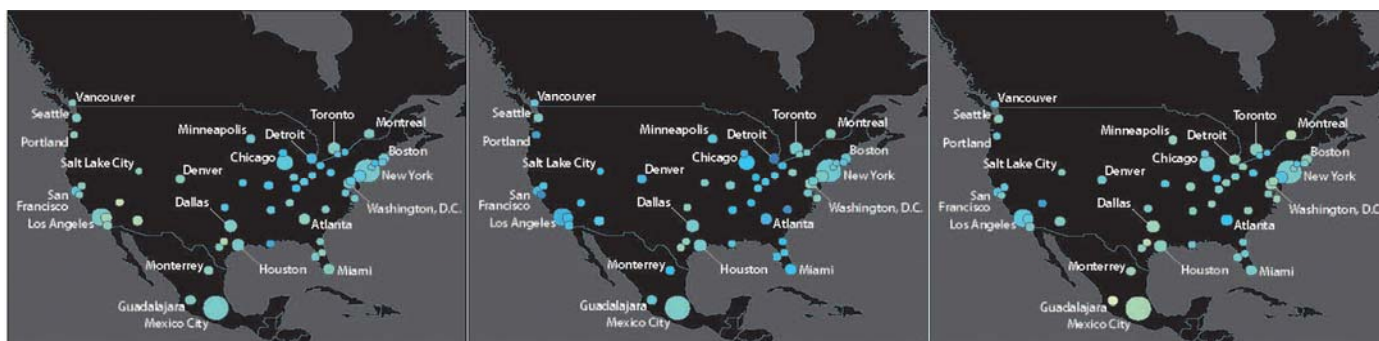 Vancouver
Seattle
Toronto
Montreal
Minneapolis
Detroit
Portland
Boston
Chicago
Salt Lake City
Denver
New York
San
Francisco
Dallas
Washington, D.C.
Los Angeles
Atlanta
Monterrey
Houston
Miami
Guadalajara
Mexico City
Vancouver
Seattle
Toronto
Montreal
Minneapolis
Detroit
Portland
Boston
Chicago
Salt Lake City
Denver
New York
San
Francisco
Dallas
Washington, D.C.
Los Angeles
Atlanta
Monterrey
Houston
Miami
Guadalajara
Mexico City
Vancouver
Seattle
Toronto
Montreal
Minneapolis
Detroit
Portland
Boston
Chicago
Salt Lake City
Denver
New York
San
Francisco
Dallas
Washington, D.C.
Los Angeles
Atlanta
Monterrey
Houston
Miami
Guadalajara
Mexico City